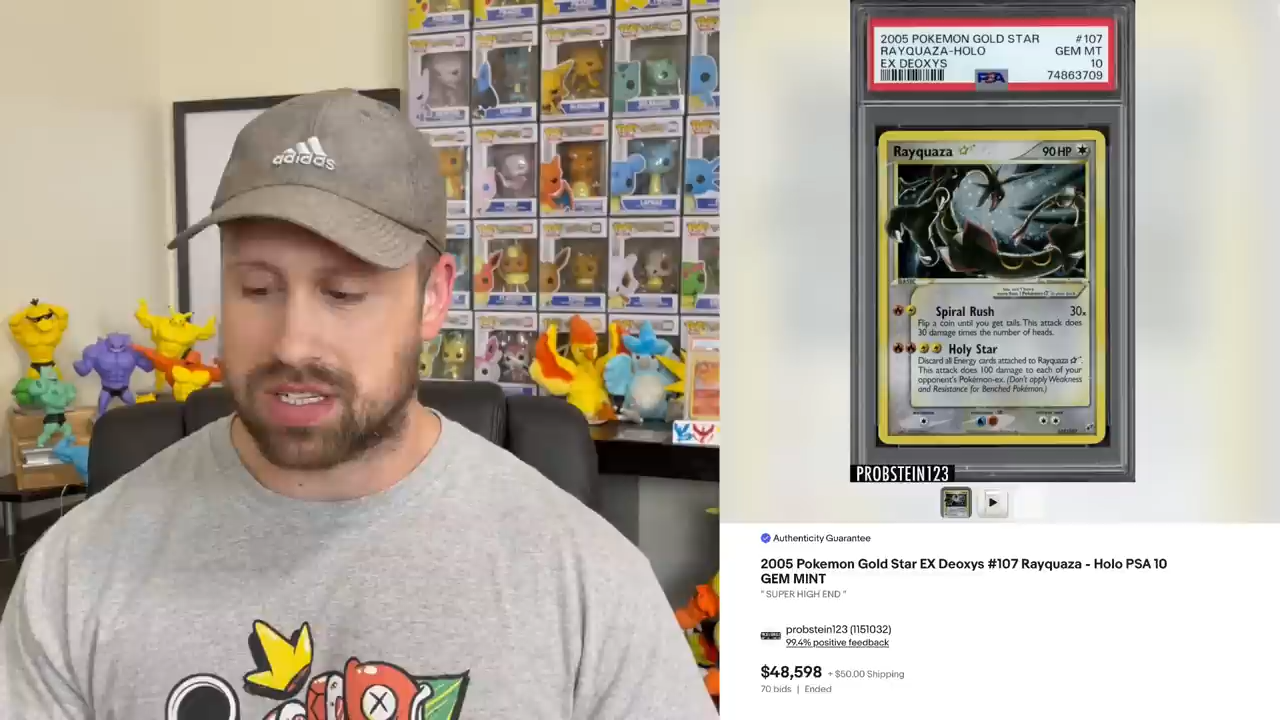 adidas
2005 POKEMON GOLD STAR #107
RAYQUAZA-HOLO GEM MT
EX DEOXYS 10
PSA 74863709
Rayquaza 90 HP
BASIC
Spiral Rush 30x
Flip a coin until you get tails. This attack does
30 damage times the number of heads.
Holy Star
Discard all Energy cards attached to Rayquaza ☆.
This attack does 100 damage to each of your
opponent's Pokémon-ex. (Don't apply Weakness
and Resistance for Benched Pokémon.)
PROBSTEIN123
Authenticity Guarantee
2005 Pokemon Gold Star EX Deoxys #107 Rayquaza - Holo PSA 10
GEM MINT
" SUPER HIGH END "
probstein123 (1151032)
99.4% positive feedback
$48,598 + $50.00 Shipping
70 bids | Ended